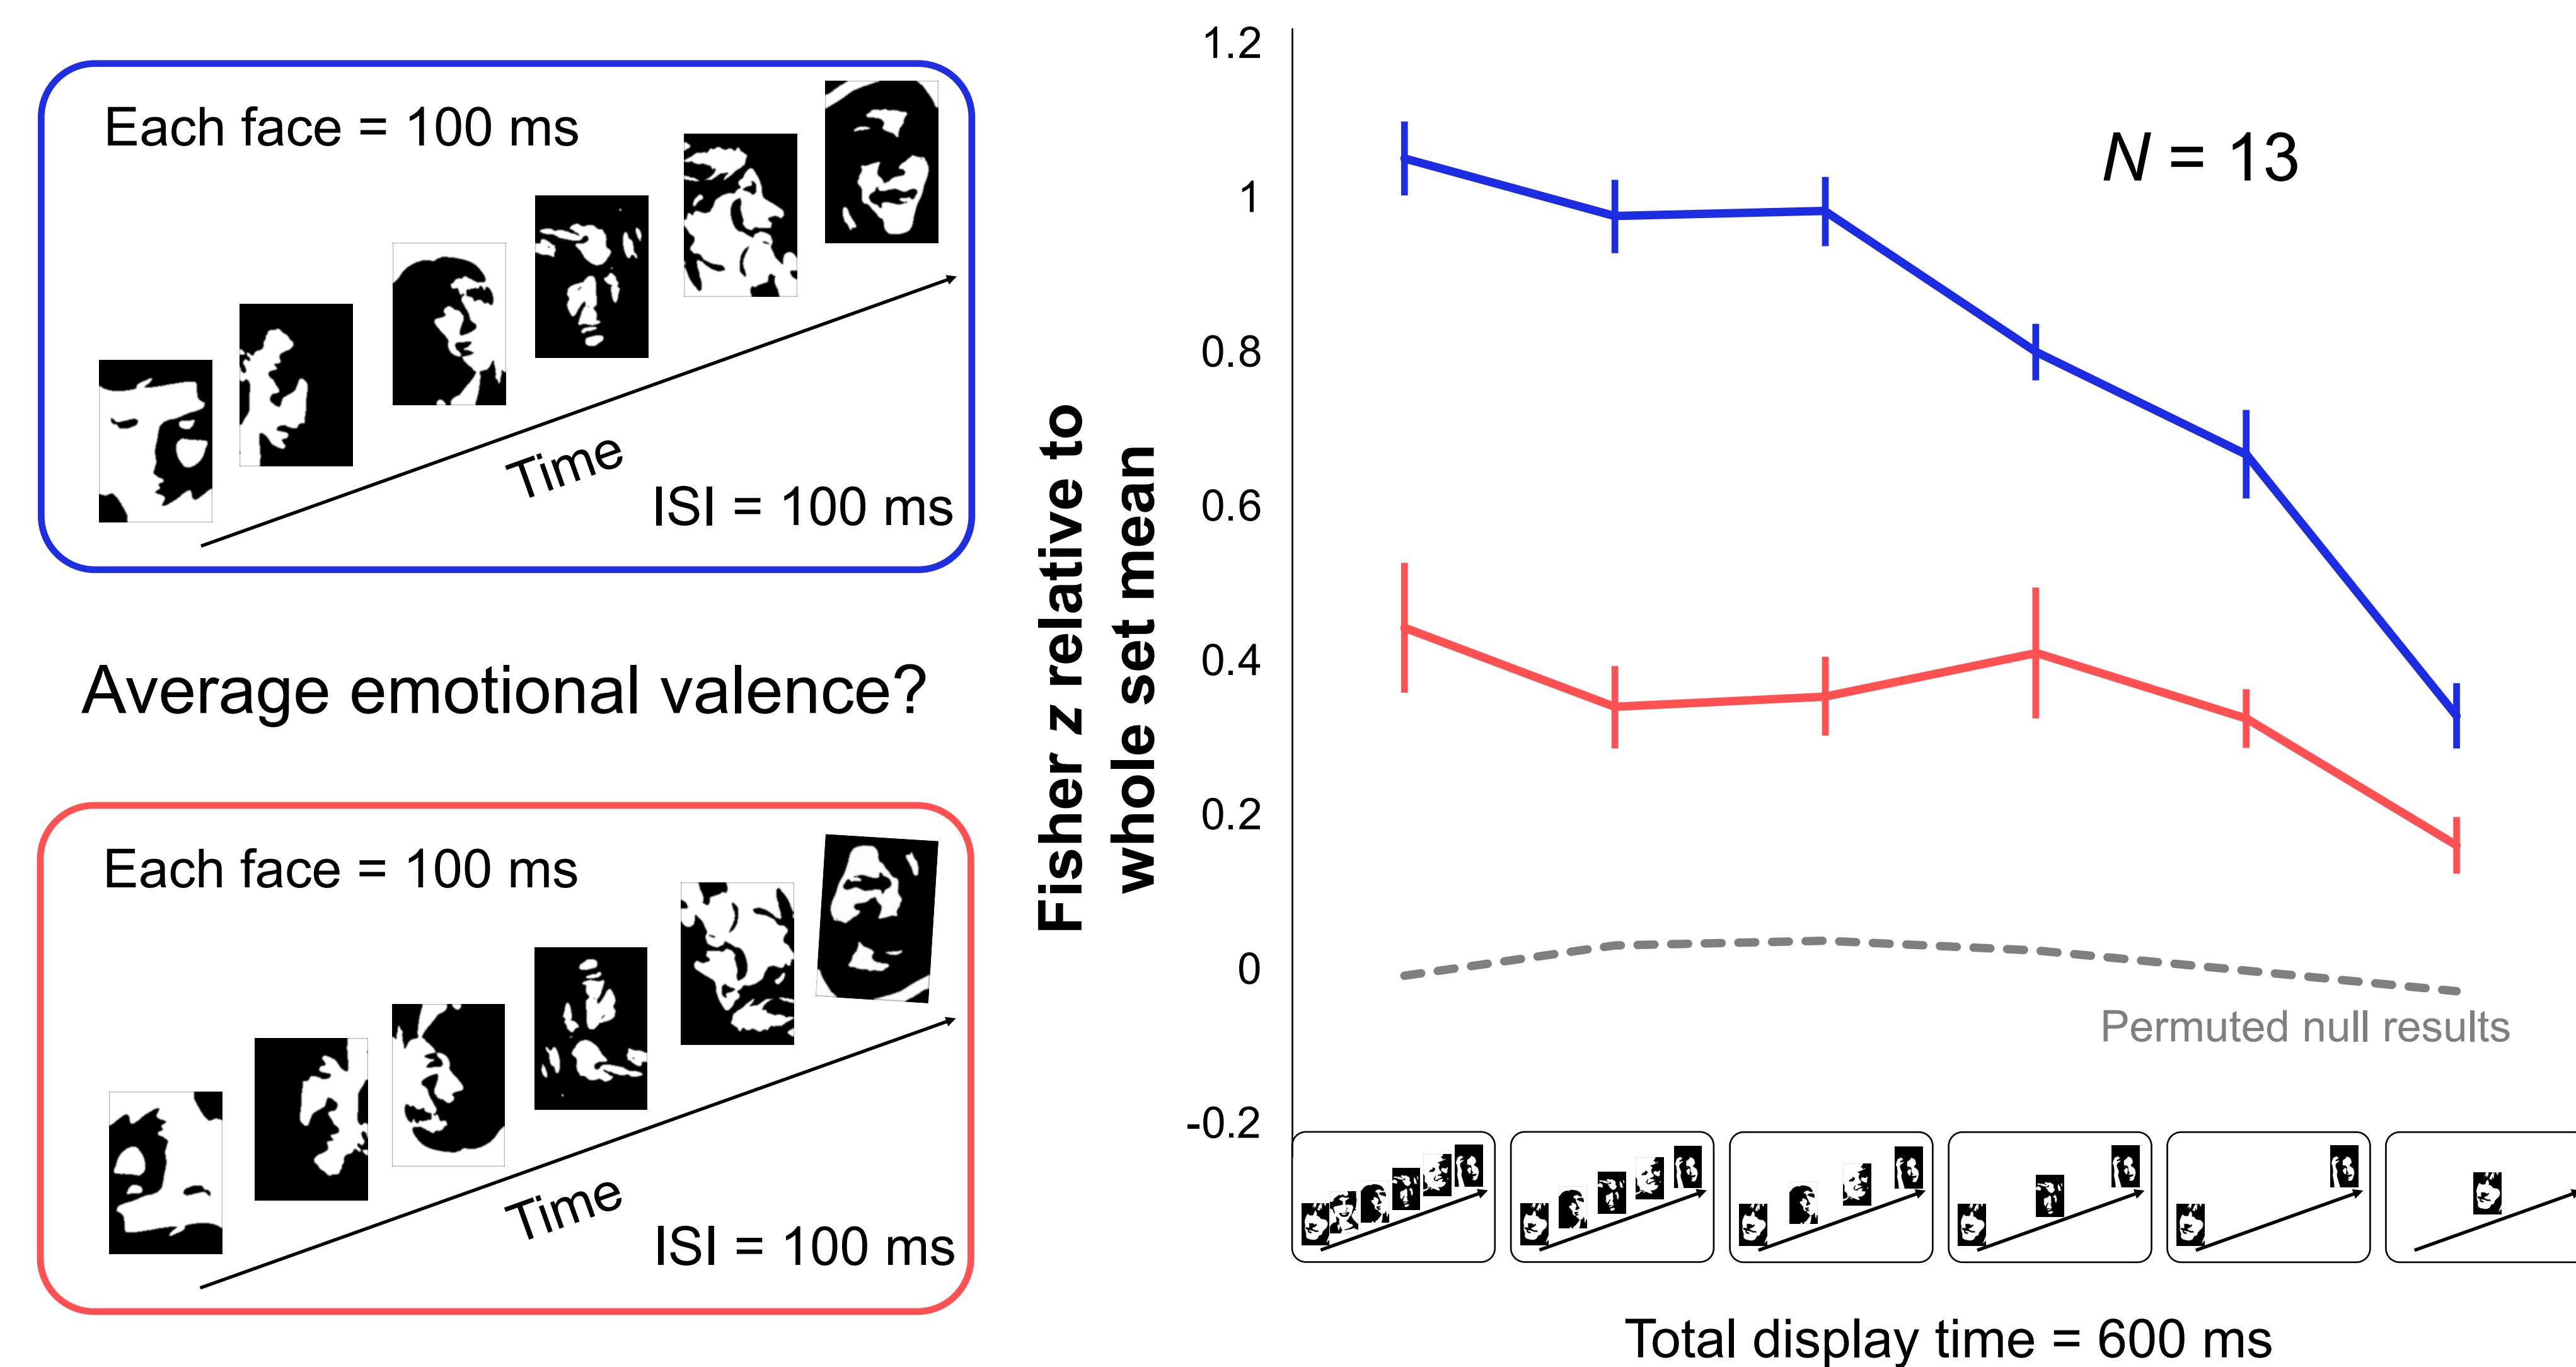 Each face = 100 ms
Time
ISI = 100 ms
Average emotional valence?
Each face = 100 ms
Time
ISI = 100 ms
Fisher z relative to
whole set mean
1.2
1
0.8
0.6
0.4
0.2
0
-0.2
N = 13
Permuted null results
Total display time = 600 ms